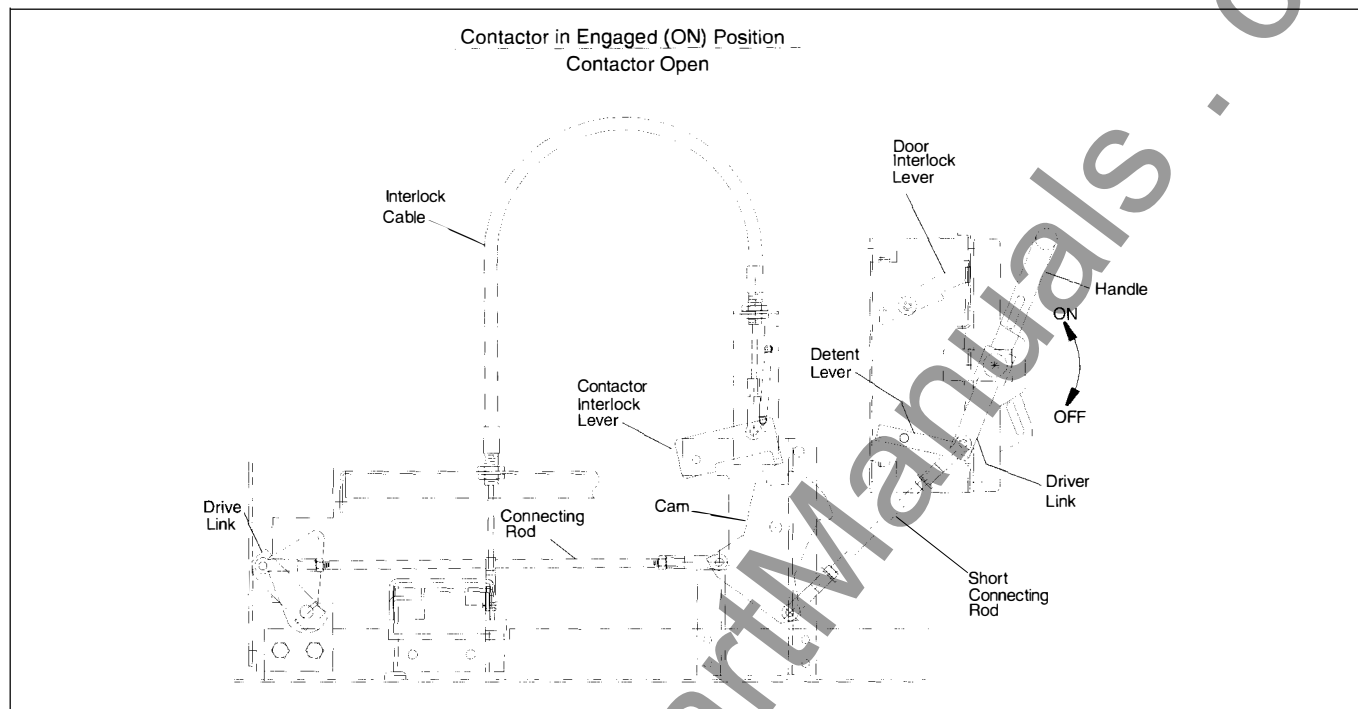 Contactor in Engaged (ON) Position
Contactor Open
Door
Interlock
Lever
Interlock
Cable
Handle
ON
Detent
Lever
OFF
Contactor
Interlock
Lever
Driver
Link
Drive
Link
Connecting
Rod
Cam
Short
Connecting
Rod
artManuals . c